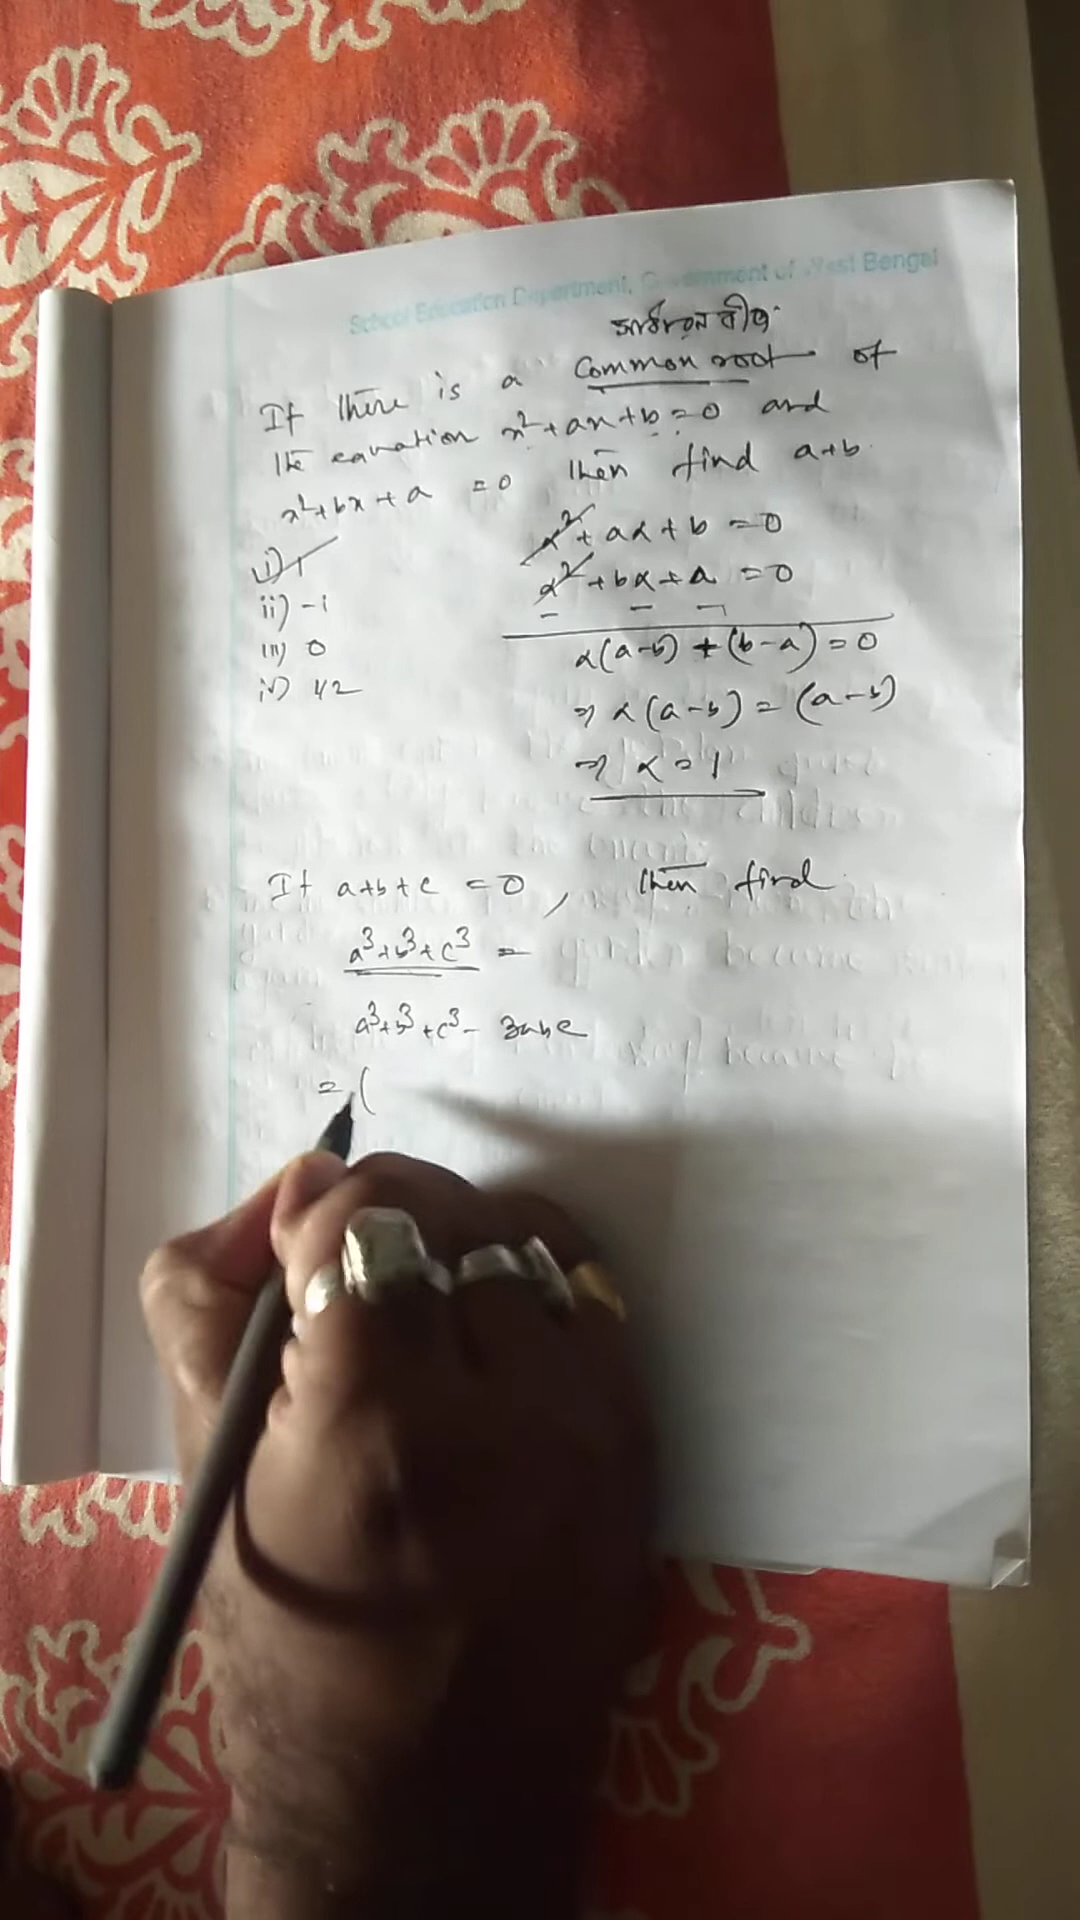 School Education Department, Government of West Bengal
If there is a common root of
the equation x²+ax+b=0 and
x²+bx+a =0 then find a+b.
i) 1
ii) -1
iii) 0
iv) 1/2
α²+aα+b=0
α²+bα+a=0
α(a-b)+(b-a)=0
⇒ α(a-b)=(a-b)
⇒ α=1
If a+b+c=0, then find
a³+b³+c³ =
a³+b³+c³-3abc
= (